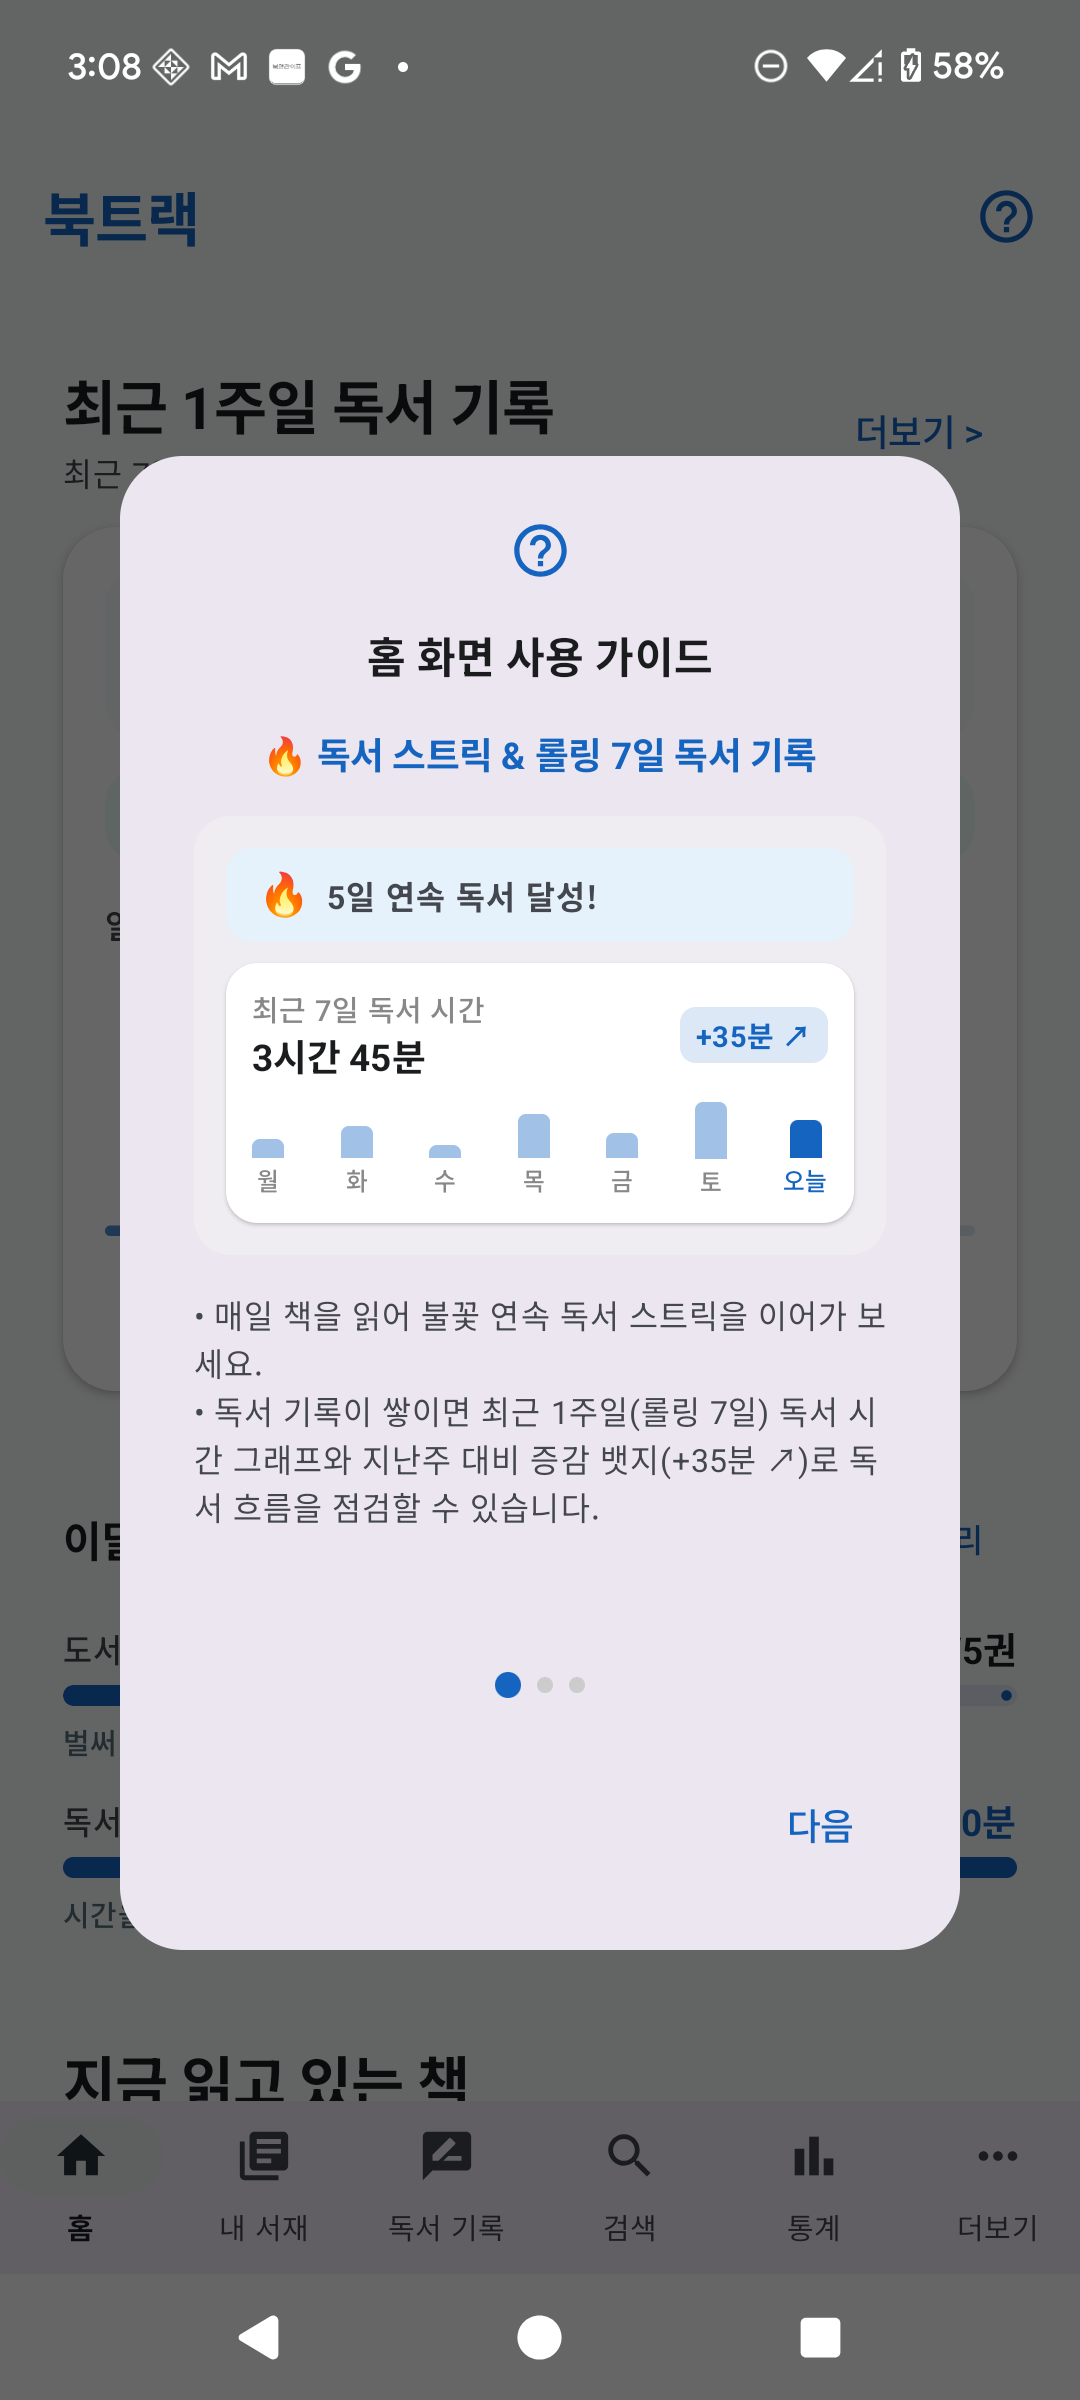 3:08
58%
북트랙
최근 1주일 독서 기록
더보기 >
최근
홈 화면 사용 가이드
🔥 독서 스트릭 & 롤링 7일 독서 기록
🔥 5일 연속 독서 달성!
최근 7일 독서 시간
3시간 45분
+35분 ↗
월 화 수 목 금 토 오늘
• 매일 책을 읽어 불꽃 연속 독서 스트릭을 이어가 보
세요.
• 독서 기록이 쌓이면 최근 1주일(롤링 7일) 독서 시
간 그래프와 지난주 대비 증감 뱃지(+35분 ↗)로 독
서 흐름을 점검할 수 있습니다.
리
도서
5권
벌써
독서
0분
시간
다음
지금 읽고 있는 책
홈 내 서재 독서 기록 검색 통계 더보기